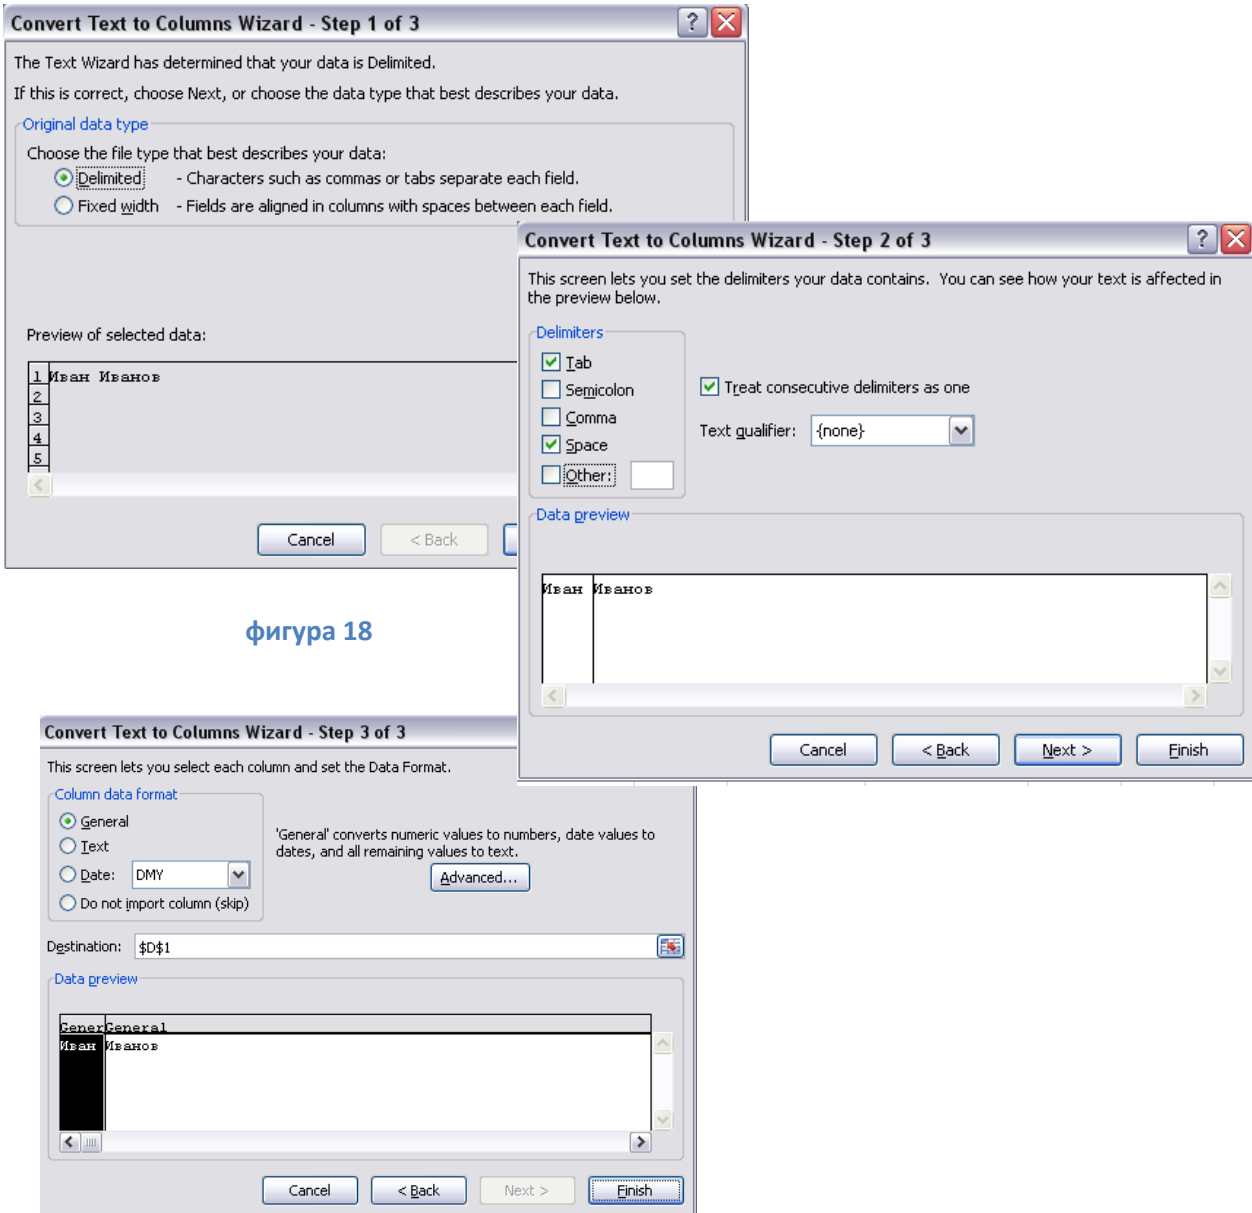 Convert Text to Columns Wizard - Step 1 of 3
The Text Wizard has determined that your data is Delimited.
If this is correct, choose Next, or choose the data type that best describes your data.
Original data type
Choose the file type that best describes your data:
Delimited - Characters such as commas or tabs separate each field.
Fixed width - Fields are aligned in columns with spaces between each field.
Preview of selected data:
1 Иван Иванов
2
3
4
5
Cancel < Back
Convert Text to Columns Wizard - Step 2 of 3
This screen lets you set the delimiters your data contains. You can see how your text is affected in
the preview below.
Delimiters
Tab
Semicolon
Comma
Space
Other:
Treat consecutive delimiters as one
Text qualifier: {none}
Data preview
Иван Иванов
Cancel < Back Next > Finish
фигура 18
Convert Text to Columns Wizard - Step 3 of 3
This screen lets you select each column and set the Data Format.
Column data format
General
Text
Date: DMY
Do not import column (skip)
'General' converts numeric values to numbers, date values to
dates, and all remaining values to text.
Advanced...
Destination: $D$1
Data preview
Gener General
Иван Иванов
Cancel < Back Next > Finish